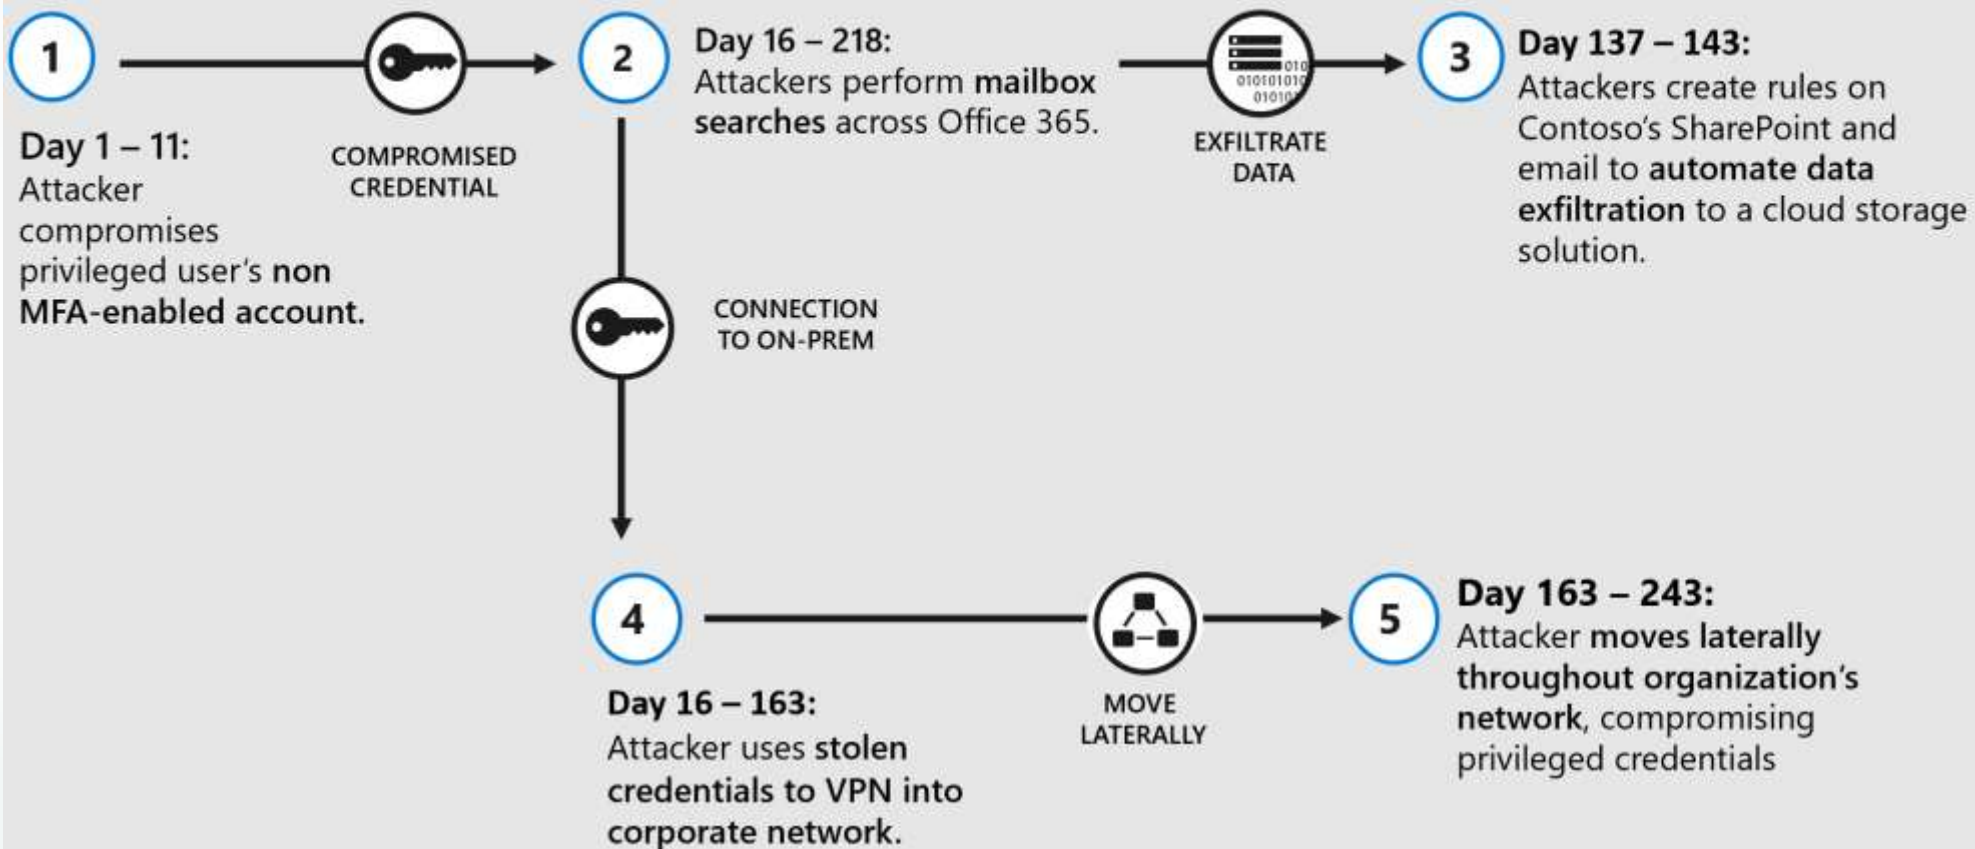 1
Day 1 – 11:
Attacker
compromises
privileged user's non
MFA-enabled account.
COMPROMISED
CREDENTIAL
2
Day 16 – 218:
Attackers perform mailbox
searches across Office 365.
010
010101010
01010
EXFILTRATE
DATA
3
Day 137 – 143:
Attackers create rules on
Contoso's SharePoint and
email to automate data
exfiltration to a cloud storage
solution.
CONNECTION
TO ON-PREM
4
Day 16 – 163:
Attacker uses stolen
credentials to VPN into
corporate network.
MOVE
LATERALLY
5
Day 163 – 243:
Attacker moves laterally
throughout organization's
network, compromising
privileged credentials